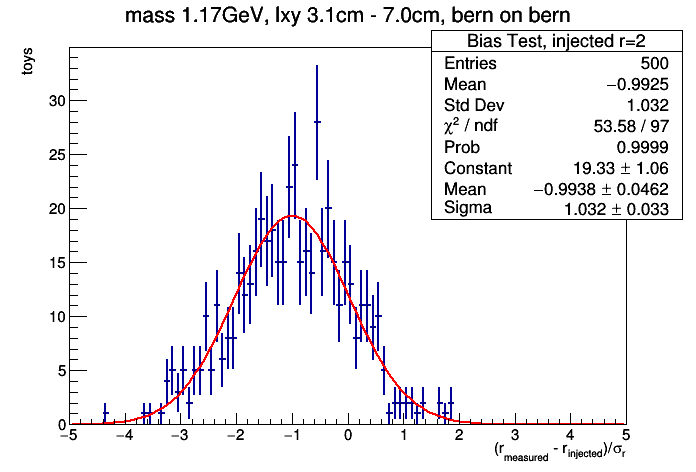 mass 1.17GeV, lxy 3.1cm - 7.0cm, bern on bern
Bias Test, injected r=2
Entries 500
Mean −0.9925
Std Dev 1.032
χ² / ndf 53.58 / 97
Prob 0.9999
Constant 19.33 ± 1.06
Mean −0.9938 ± 0.0462
Sigma 1.032 ± 0.033
toys
30
25
20
15
10
5
0
−5 −4 −3 −2 −1 0 1 2 3 4 5
(r_measured - r_injected)/σ_r